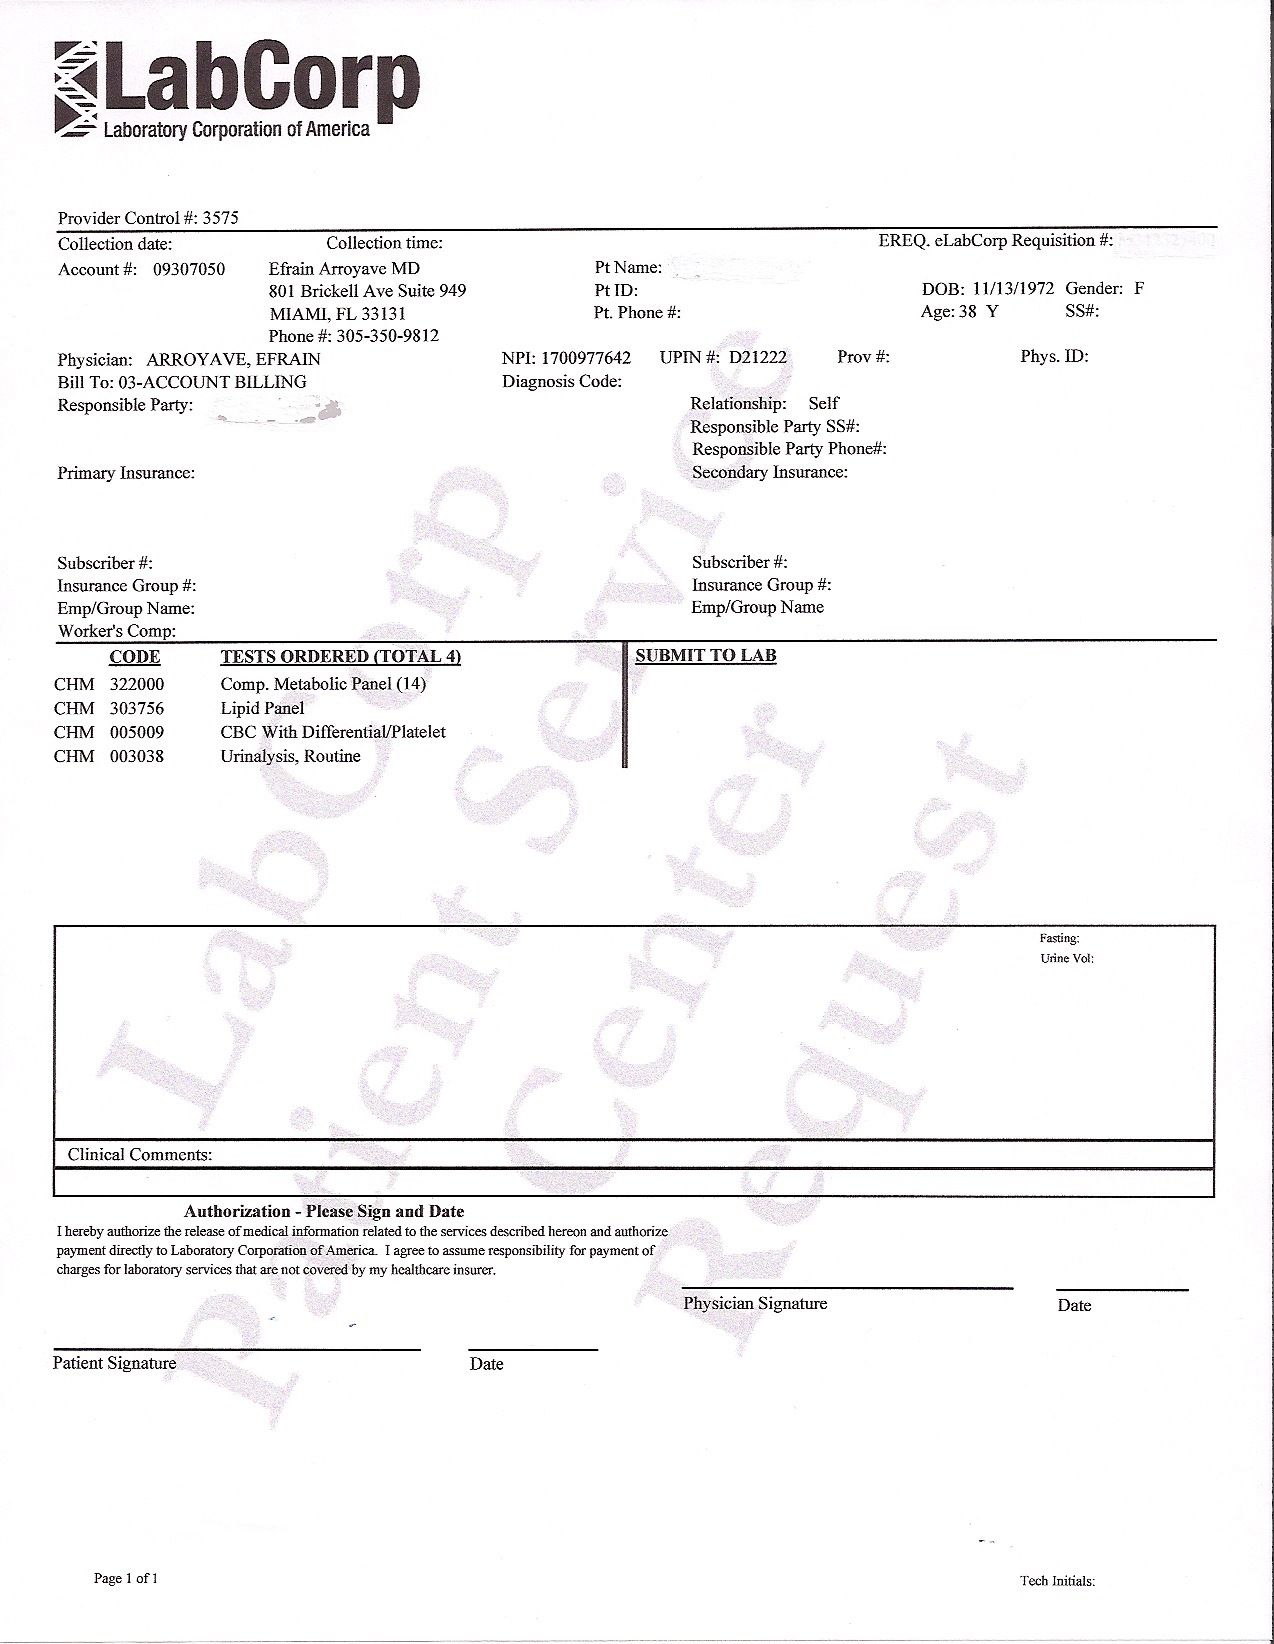 LabCorp
Laboratory Corporation of America
Provider Control #: 3575
Collection date: Collection time: EREQ. eLabCorp Requisition #:
Account #: 09307050 Efrain Arroyave MD Pt Name:
801 Brickell Ave Suite 949 Pt ID: DOB: 11/13/1972 Gender: F
MIAMI, FL 33131 Pt. Phone #: Age: 38 Y SS#:
Phone #: 305-350-9812
Physician: ARROYAVE, EFRAIN NPI: 1700977642 UPIN #: D21222 Prov #: Phys. ID:
Bill To: 03-ACCOUNT BILLING Diagnosis Code:
Responsible Party: Relationship: Self
Responsible Party SS#:
Responsible Party Phone#:
Primary Insurance: Secondary Insurance:
Subscriber #: Subscriber #:
Insurance Group #: Insurance Group #:
Emp/Group Name: Emp/Group Name
Worker's Comp:
CODE TESTS ORDERED (TOTAL 4) SUBMIT TO LAB
CHM 322000 Comp. Metabolic Panel (14)
CHM 303756 Lipid Panel
CHM 005009 CBC With Differential/Platelet
CHM 003038 Urinalysis, Routine
Fasting:
Urine Vol:
Clinical Comments:
Authorization - Please Sign and Date
I hereby authorize the release of medical information related to the services described hereon and authorize
payment directly to Laboratory Corporation of America. I agree to assume responsibility for payment of
charges for laboratory services that are not covered by my healthcare insurer.
Physician Signature Date
Patient Signature Date
Page 1 of 1 Tech Initials:
LabCorp
Patient Service
Center
Request